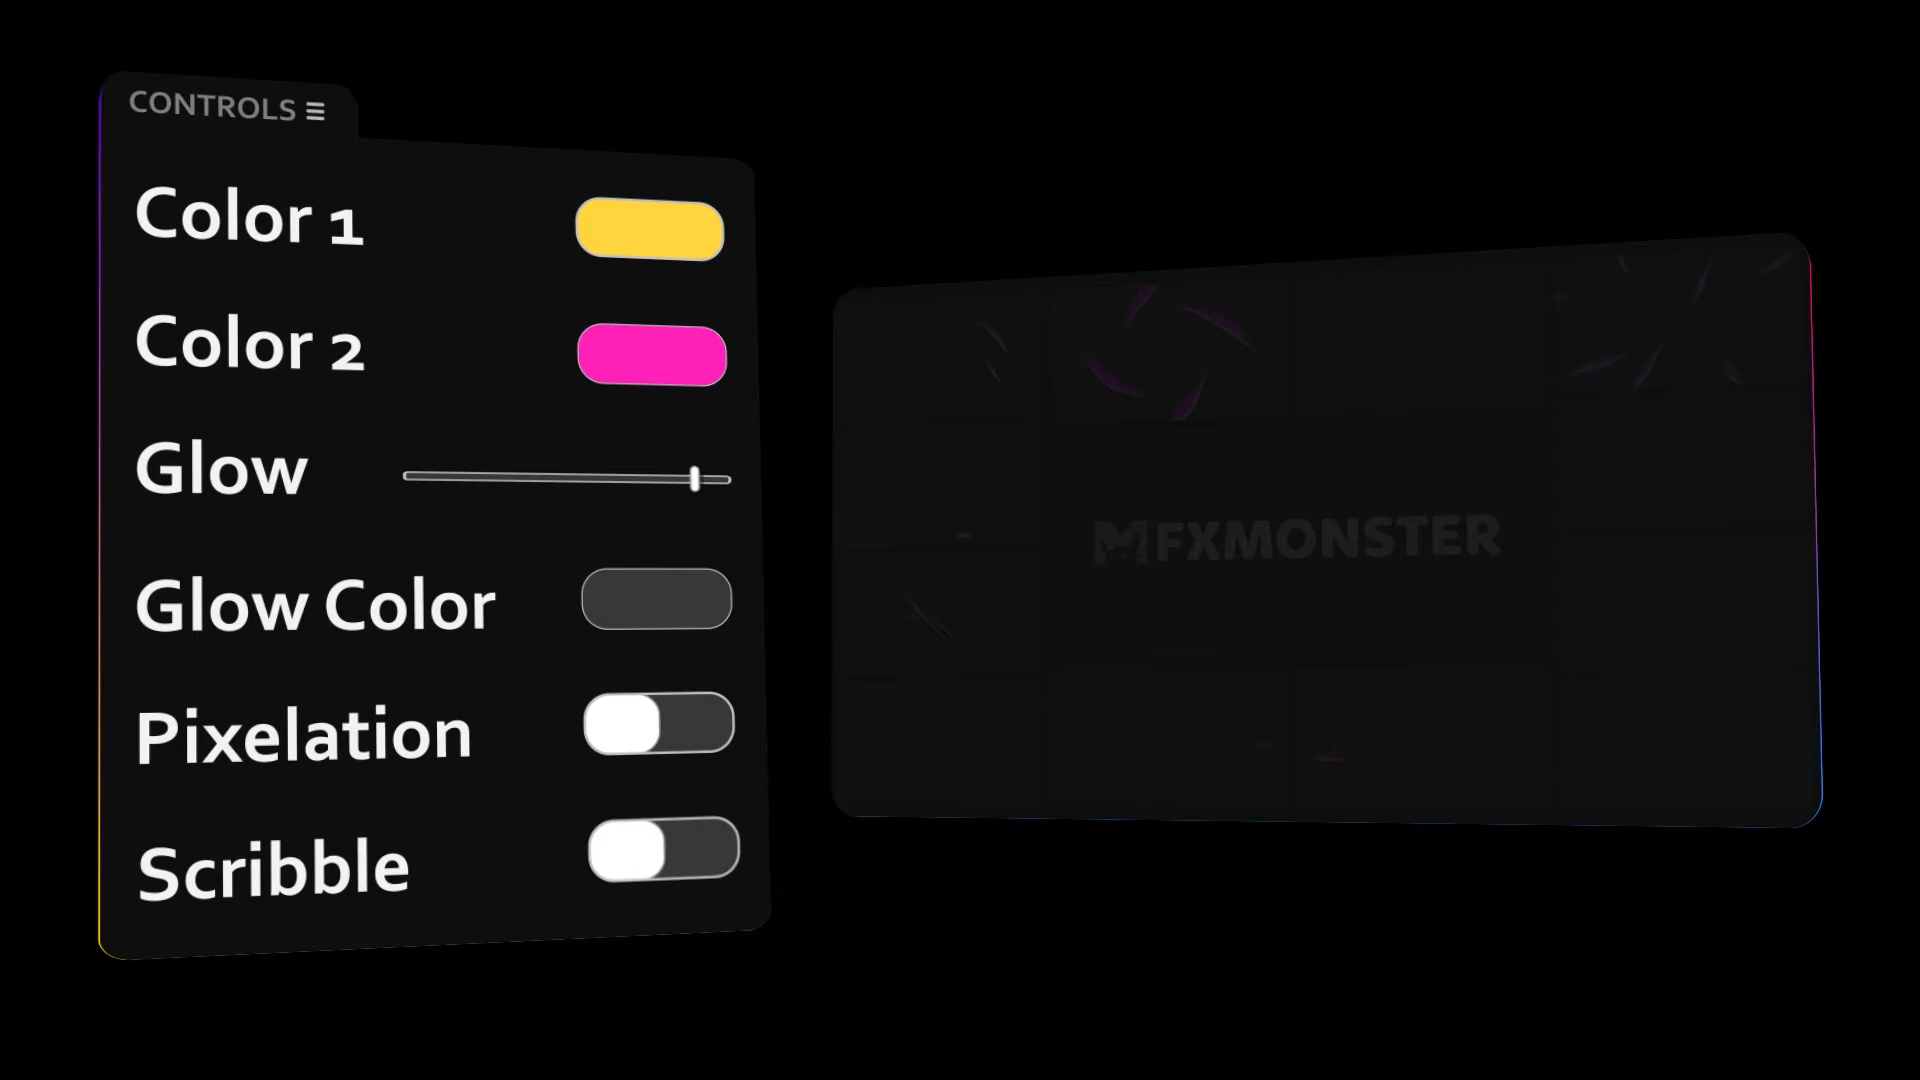 CONTROLS
Color 1
Color 2
Glow
Glow Color
Pixelation
Scribble
FXMONSTER